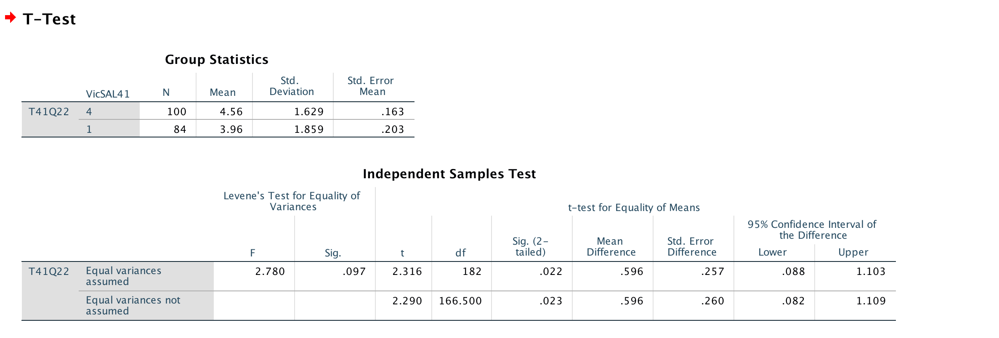 T-Test
Group Statistics
VicSAL41 N Mean Std. Deviation Std. Error Mean
T41Q22 4 100 4.56 1.629 .163
1 84 3.96 1.859 .203
Independent Samples Test
Levene's Test for Equality of Variances
t-test for Equality of Means
95% Confidence Interval of the Difference
F Sig. t df Sig. (2-tailed) Mean Difference Std. Error Difference Lower Upper
T41Q22 Equal variances assumed 2.780 .097 2.316 182 .022 .596 .257 .088 1.103
Equal variances not assumed 2.290 166.500 .023 .596 .260 .082 1.109